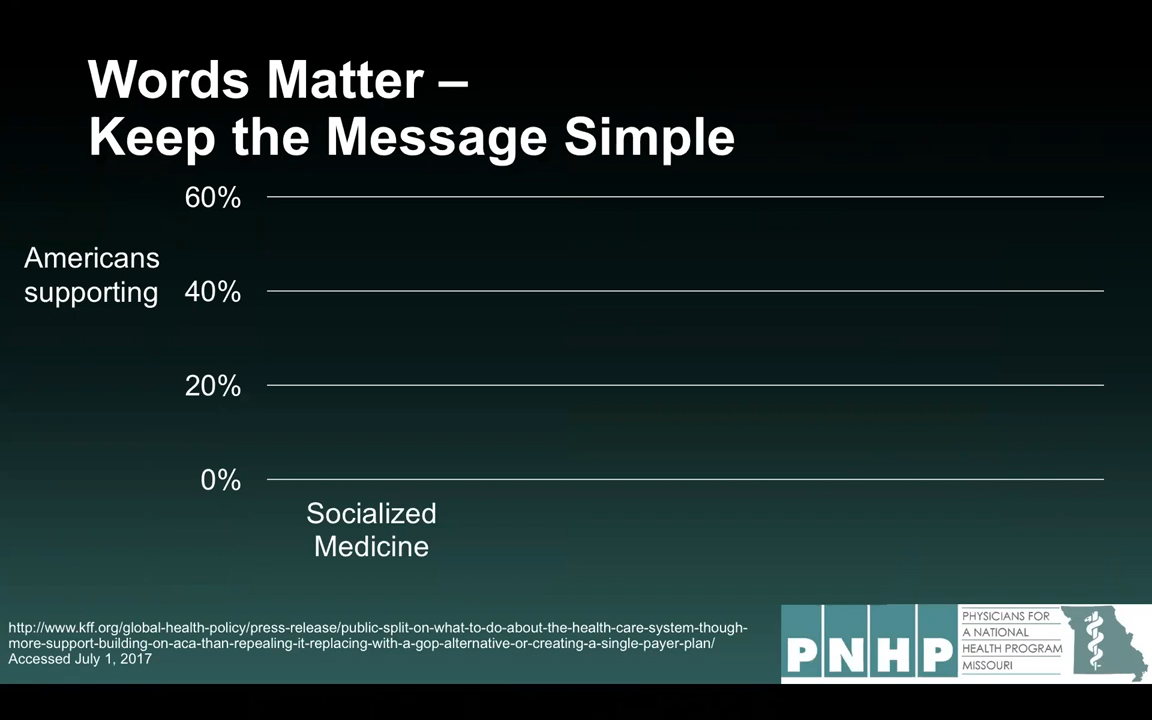 Words Matter –
Keep the Message Simple
60%
Americans
supporting
40%
20%
0%
Socialized
Medicine
http://www.kff.org/global-health-policy/press-release/public-split-on-what-to-do-about-the-health-care-system-though-
more-support-building-on-aca-than-repealing-it-replacing-with-a-gop-alternative-or-creating-a-single-payer-plan/
Accessed July 1, 2017
PNHP
PHYSICIANS FOR
A NATIONAL
HEALTH PROGRAM
MISSOURI